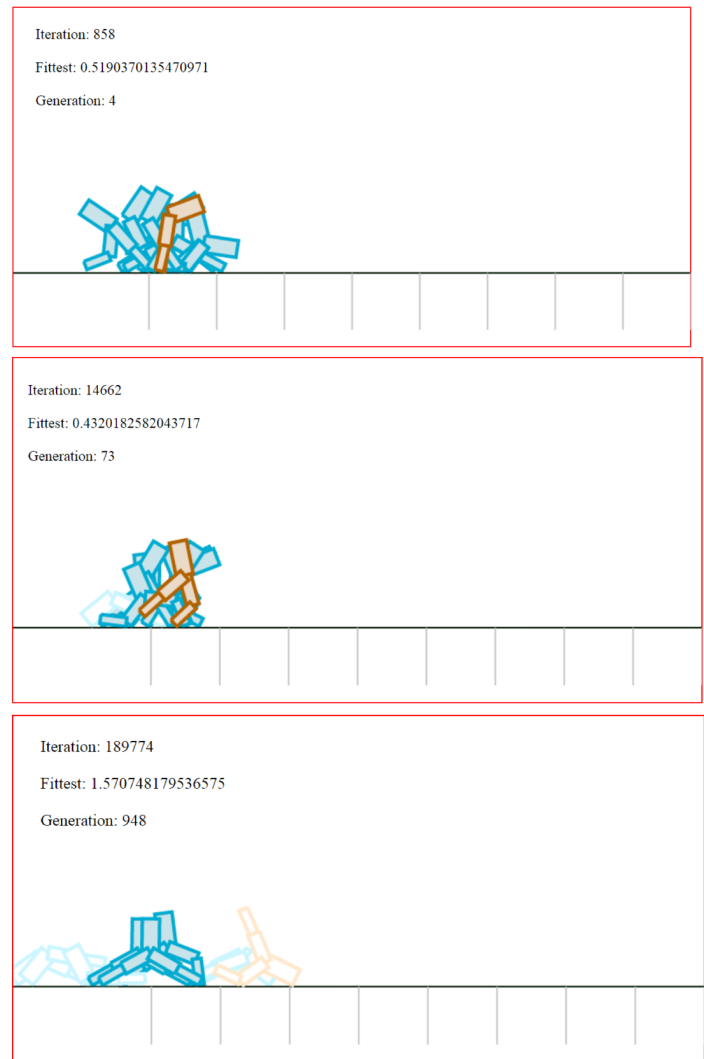 Iteration: 858
Fittest: 0.5190370135470971
Generation: 4
Iteration: 14662
Fittest: 0.4320182582043717
Generation: 73
Iteration: 189774
Fittest: 1.570748179536575
Generation: 948